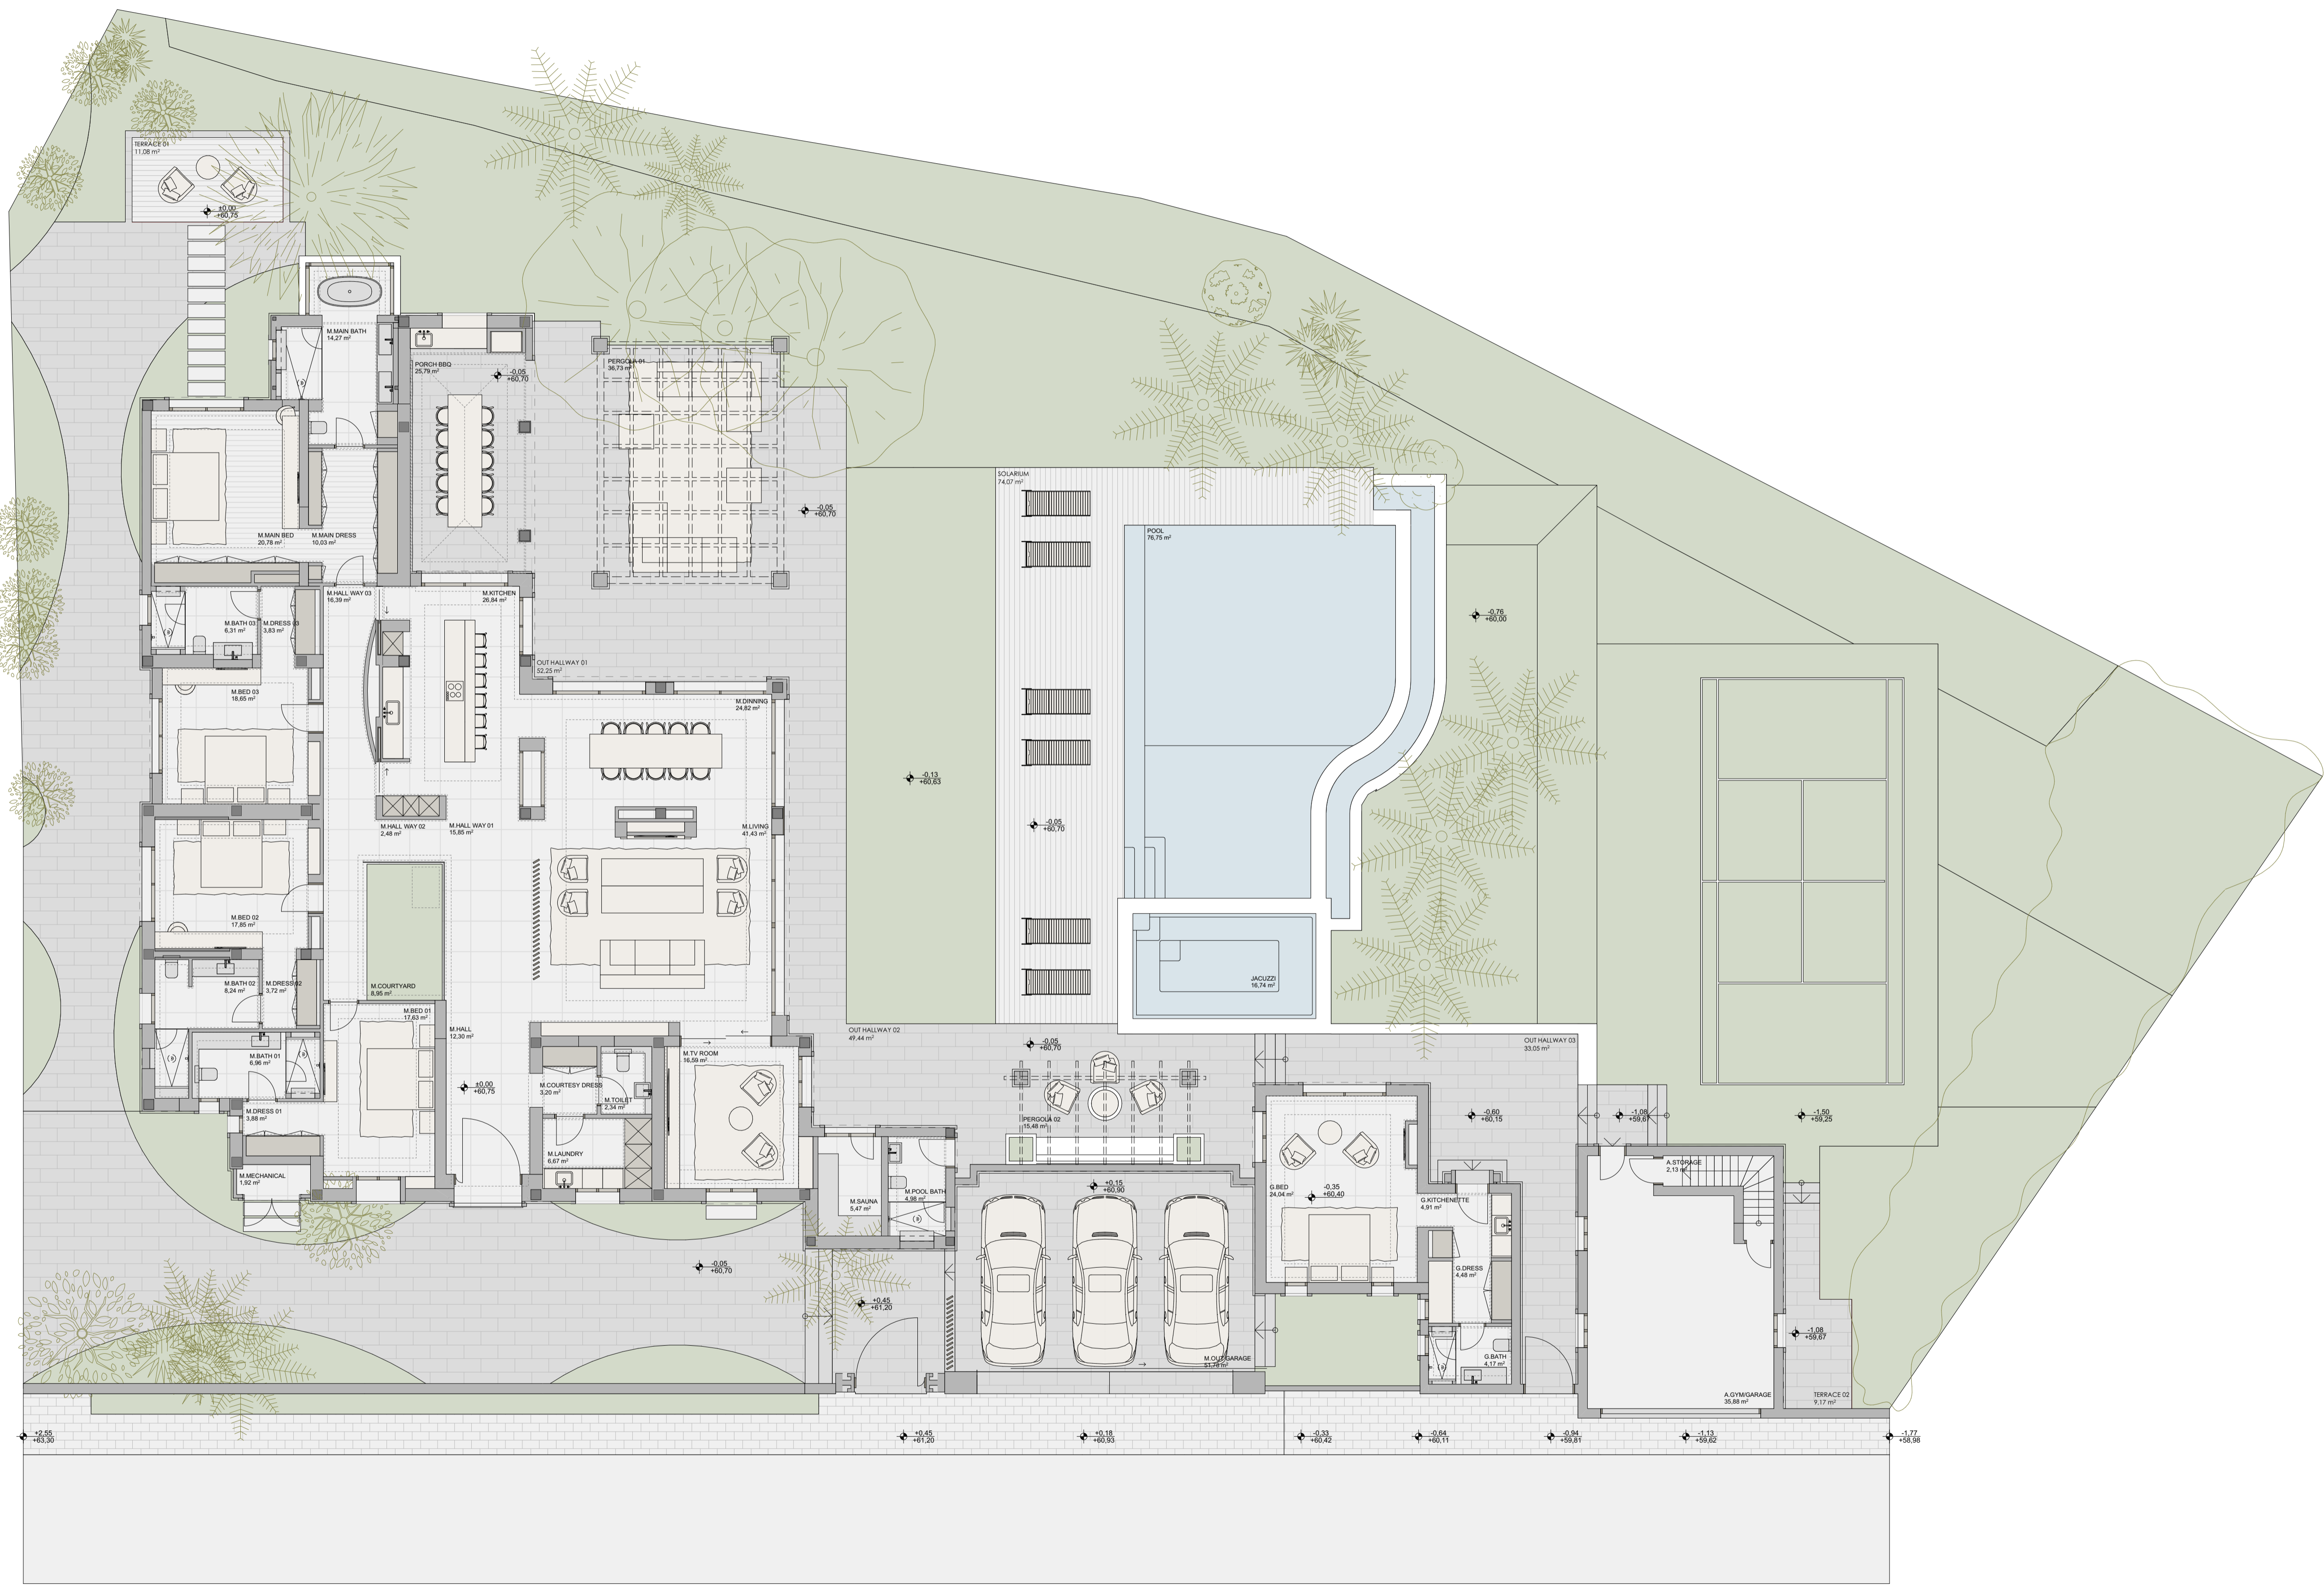 TERRACE 01
11,08 m²
±0,00
+60,75
M.MAIN BATH
14,27 m²
PORCH BBQ
25,79 m²
-0,05
+60,70
PERGOLA 01
36,73 m²
-0,05
+60,70
SOLARIUM
74,07 m²
POOL
76,75 m²
M.MAIN BED
20,78 m²
M.MAIN DRESS
10,03 m²
M.HALL WAY 03
16,39 m²
M.KITCHEN
26,84 m²
M.BATH 03
6,31 m²
M.DRESS 03
3,83 m²
-0,76
+60,00
OUT HALLWAY 01
52,25 m²
M.BED 03
18,65 m²
M.DINNING
24,82 m²
-0,13
+60,63
M.HALL WAY 02
2,48 m²
M.HALL WAY 01
15,85 m²
M.LIVING
41,43 m²
-0,05
+60,70
M.BED 02
17,85 m²
M.BATH 02
8,24 m²
M.DRESS 02
3,72 m²
M.COURTYARD
8,95 m²
JACUZZI
16,74 m²
M.BED 01
17,63 m²
M.HALL
12,30 m²
OUT HALLWAY 02
49,44 m²
-0,05
+60,70
OUT HALLWAY 03
33,05 m²
M.BATH 01
6,96 m²
M.TV ROOM
16,59 m²
±0,00
+60,75
M.COURTESY DRESS
3,20 m²
M.TOILET
2,34 m²
M.DRESS 01
3,88 m²
PERGOLA 02
15,48 m²
-0,60
+60,15
-1,08
+59,67
-1,50
+59,25
M.LAUNDRY
6,67 m²
M.MECHANICAL
1,92 m²
A.STORAGE
2,13 m²
+0,15
+60,90
G.BED
24,04 m²
-0,35
+60,40
M.SAUNA
5,47 m²
M.POOL BATH
4,98 m²
G.KITCHENETTE
4,91 m²
-0,05
+60,70
G.DRESS
4,48 m²
+0,45
+61,20
-1,08
+59,67
M.OUT GARAGE
51,78 m²
G.BATH
4,17 m²
A.GYM/GARAGE
35,88 m²
TERRACE 02
9,17 m²
+2,55
+63,30
+0,45
+61,20
+0,18
+60,93
-0,33
+60,42
-0,64
+60,11
-0,94
+59,81
-1,13
+59,62
-1,77
+58,98